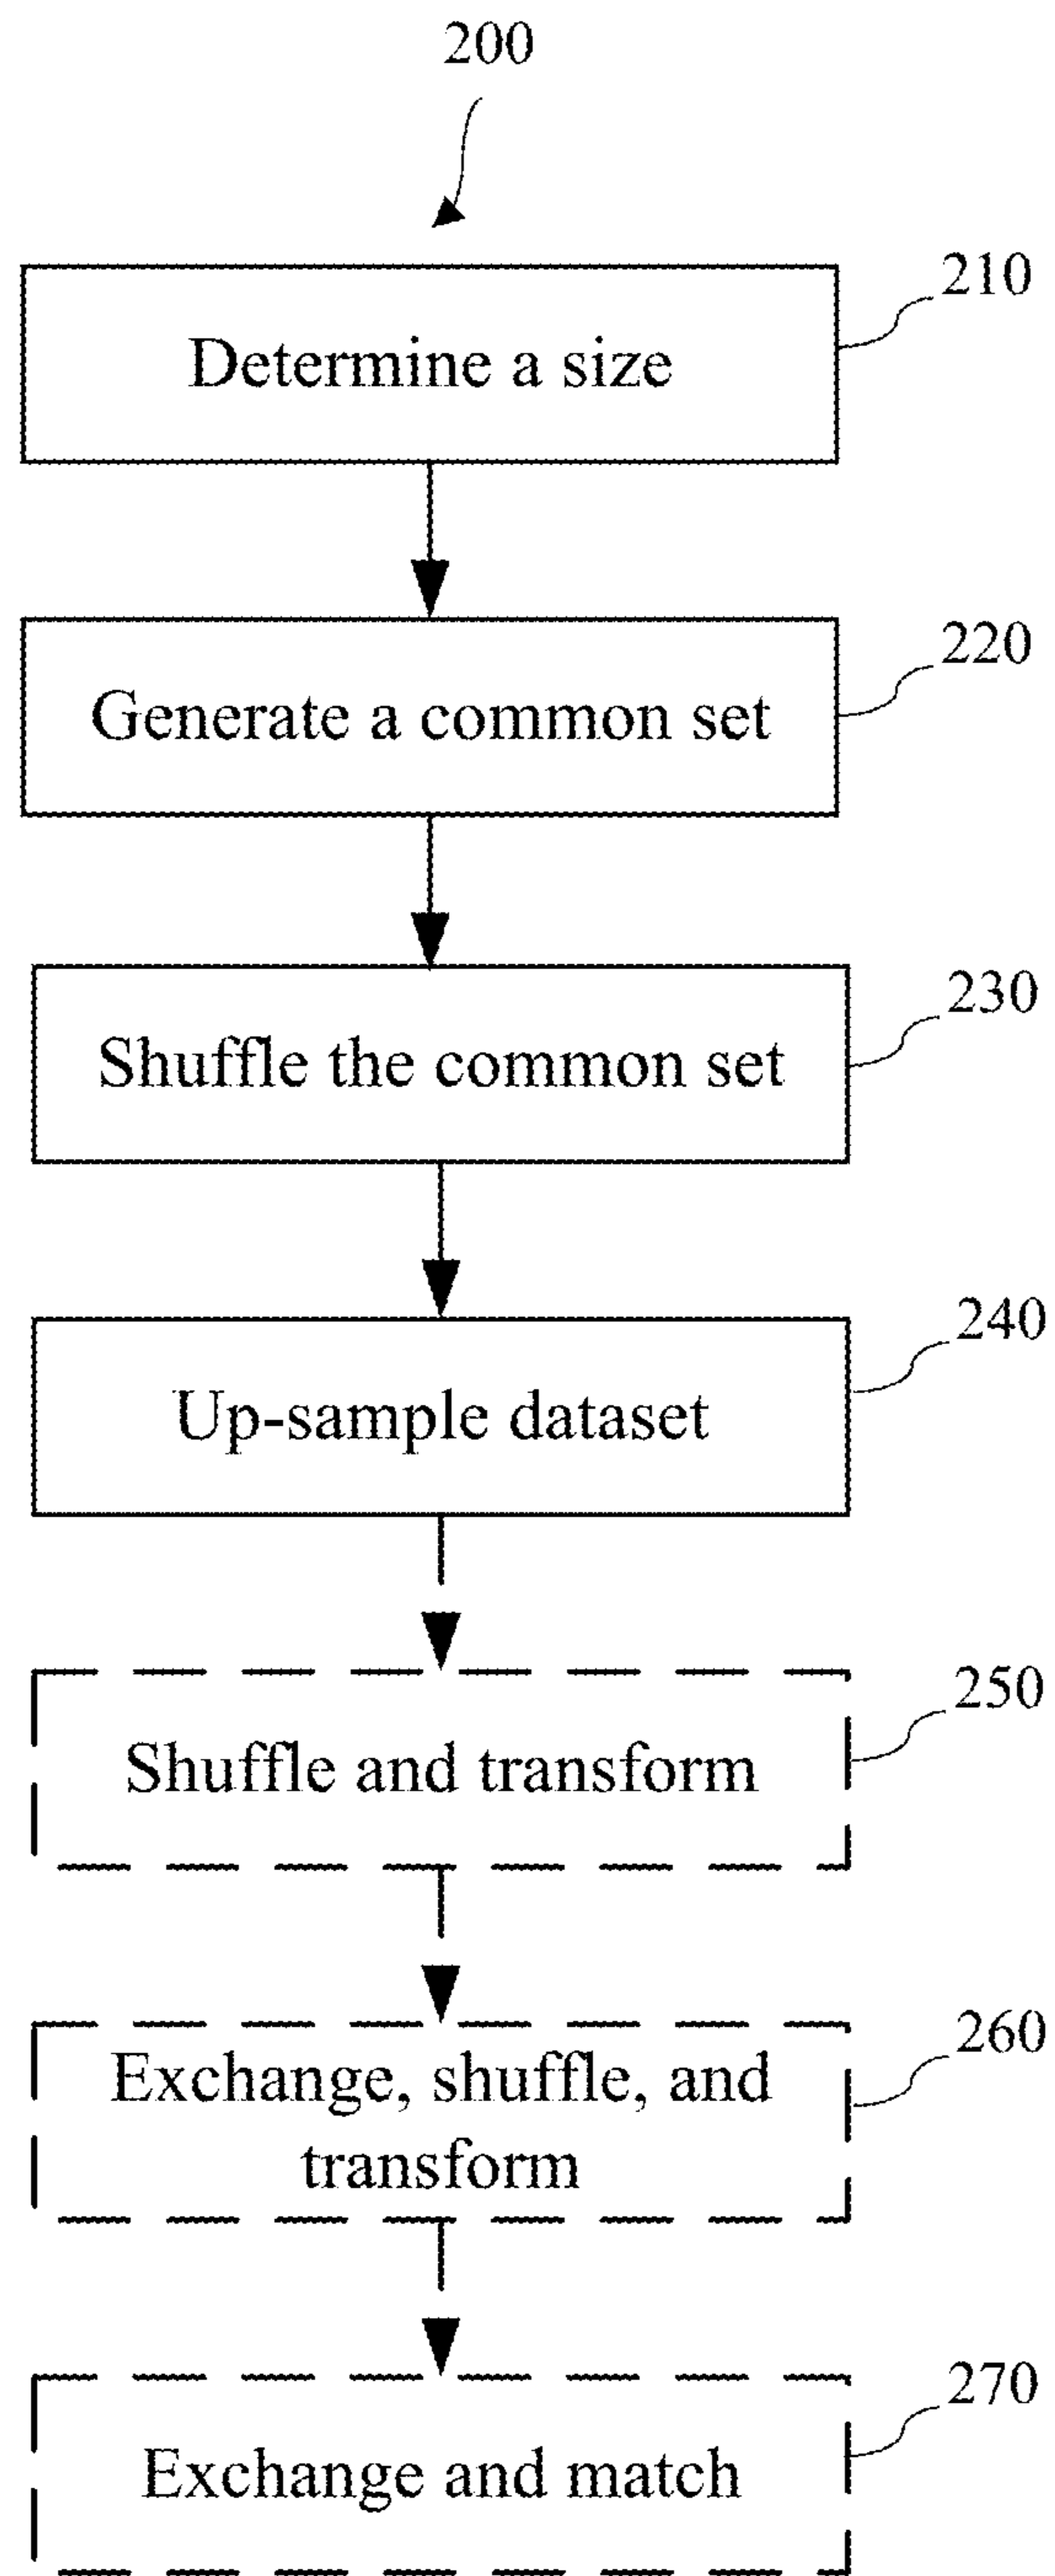 200
210
Determine a size
220
Generate a common set
230
Shuffle the common set
240
Up-sample dataset
250
Shuffle and transform
260
Exchange, shuffle, and
transform
270
Exchange and match